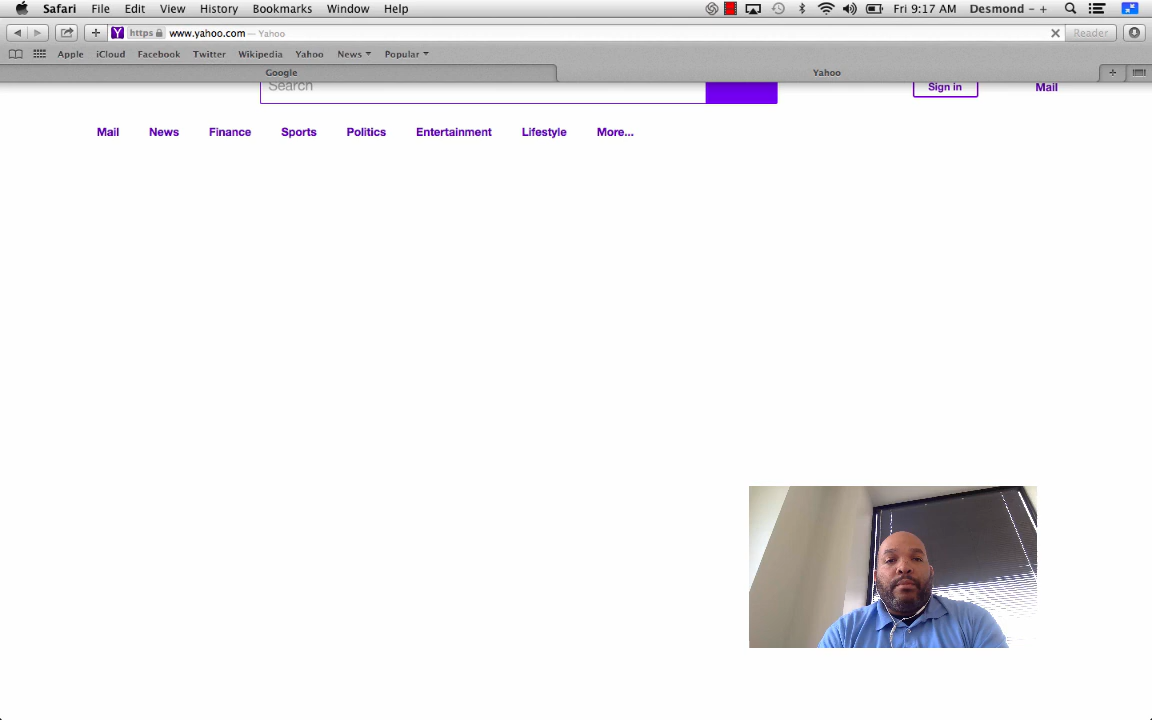 Safari File Edit View History Bookmarks Window Help Fri 9:17 AM Desmond - +
https www.yahoo.com — Yahoo Reader
Apple iCloud Facebook Twitter Wikipedia Yahoo News Popular
Google Yahoo
Search Sign in Mail
Mail News Finance Sports Politics Entertainment Lifestyle More...